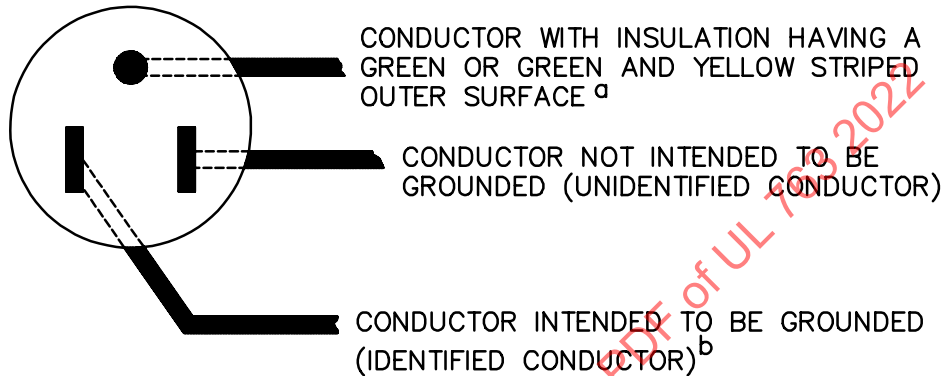 CONDUCTOR WITH INSULATION HAVING A
GREEN OR GREEN AND YELLOW STRIPED
OUTER SURFACE a
CONDUCTOR NOT INTENDED TO BE
GROUNDED (UNIDENTIFIED CONDUCTOR)
CONDUCTOR INTENDED TO BE GROUNDED
(IDENTIFIED CONDUCTOR) b
PDF of UL 763 2022